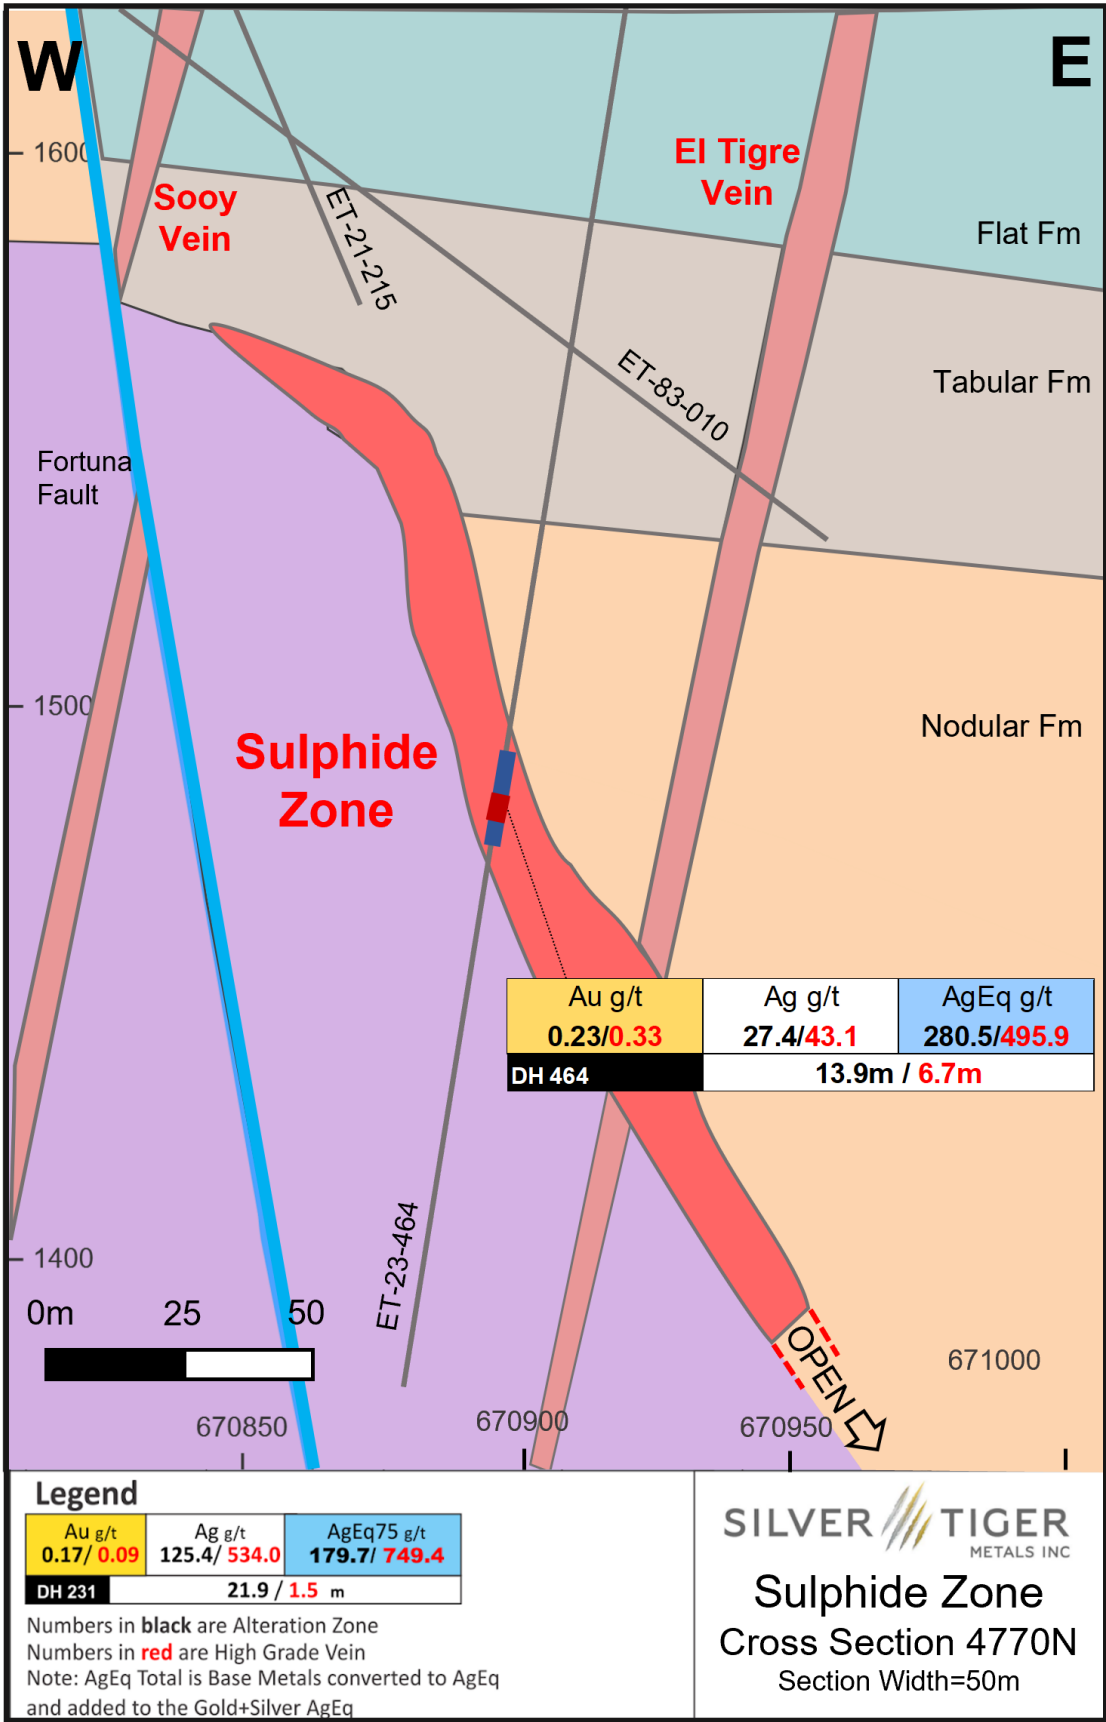 W
E
1600
Sooy
Vein
El Tigre
Vein
ET-21-215
Flat Fm
ET-83-010
Tabular Fm
Fortuna
Fault
1500
Nodular Fm
Sulphide
Zone
Au g/t
Ag g/t
AgEq g/t
0.23/0.33
27.4/43.1
280.5/495.9
DH 464
13.9m / 6.7m
ET-23-464
1400
0m 25 50
OPEN
671000
670850
670900
670950
Legend
Au g/t
Ag g/t
AgEq75 g/t
0.17/ 0.09
125.4/ 534.0
179.7/ 749.4
DH 231
21.9 / 1.5 m
Numbers in black are Alteration Zone
Numbers in red are High Grade Vein
Note: AgEq Total is Base Metals converted to AgEq
and added to the Gold+Silver AgEq
SILVER TIGER
METALS INC
Sulphide Zone
Cross Section 4770N
Section Width=50m